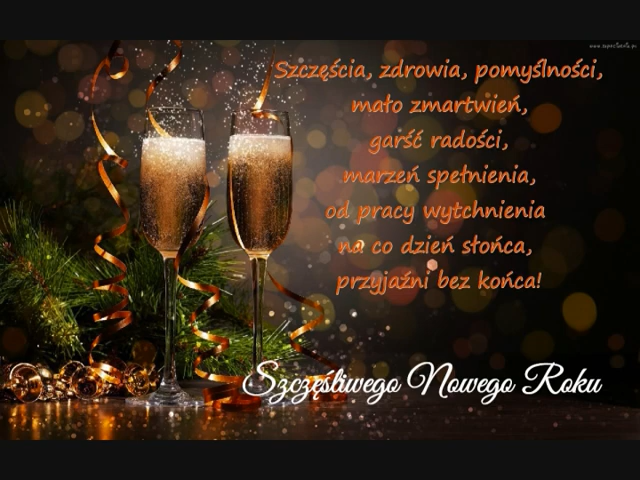 Szczęścia, zdrowia, pomyślności,
mało zmartwień,
garść radości,
marzeń spełnienia,
od pracy wytchnienia
na co dzień słońca,
przyjaźni bez końca!
Szczęśliwego Nowego Roku